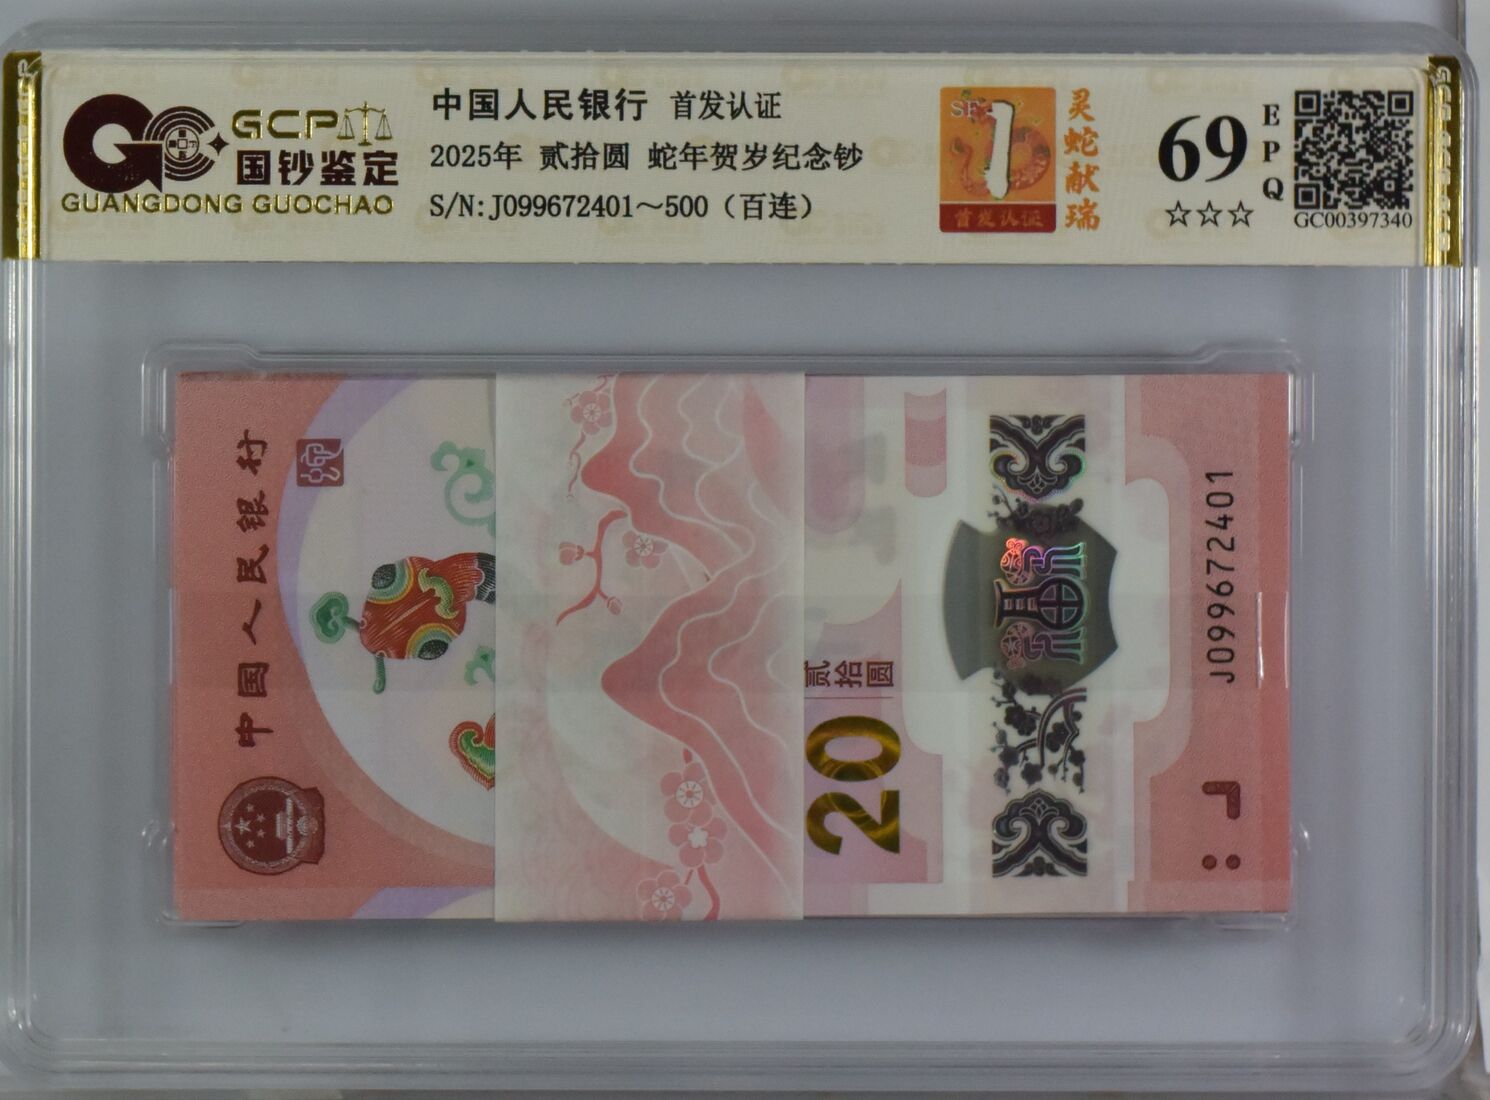 GCP
国钞鉴定
GUANGDONG GUOCHAO
中国人民银行 首发认证
2025年 贰拾圆 蛇年贺岁纪念钞
S/N:J099672401～500（百连）
1
首发认证
灵蛇献瑞
69
EPQ
☆☆☆
GC00397340
中国人民银行
贰拾圆
20
J099672401